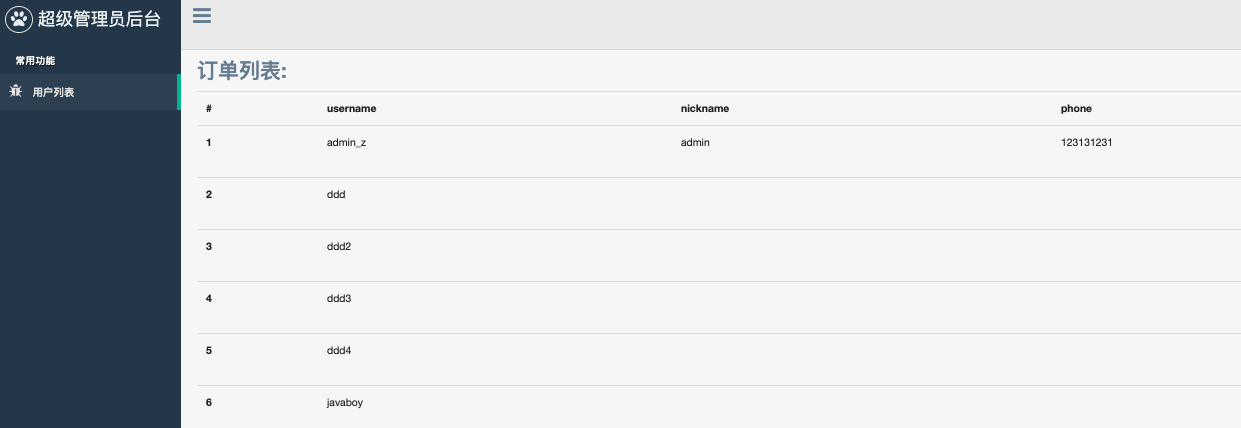 超级管理员后台
常用功能
用户列表
订单列表:
# username nickname phone
1 admin_z admin 123131231
2 ddd
3 ddd2
4 ddd3
5 ddd4
6 javaboy